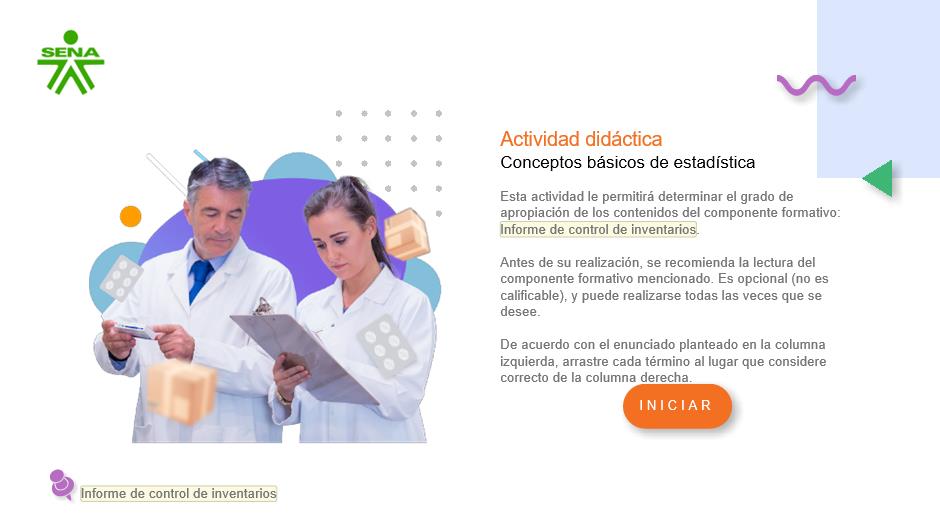 SENA
Actividad didáctica
Conceptos básicos de estadística
Esta actividad le permitirá determinar el grado de
apropiación de los contenidos del componente formativo:
Informe de control de inventarios.
Antes de su realización, se recomienda la lectura del
componente formativo mencionado. Es opcional (no es
calificable), y puede realizarse todas las veces que se
desee.
De acuerdo con el enunciado planteado en la columna
izquierda, arrastre cada término al lugar que considere
correcto de la columna derecha.
INICIAR
Informe de control de inventarios